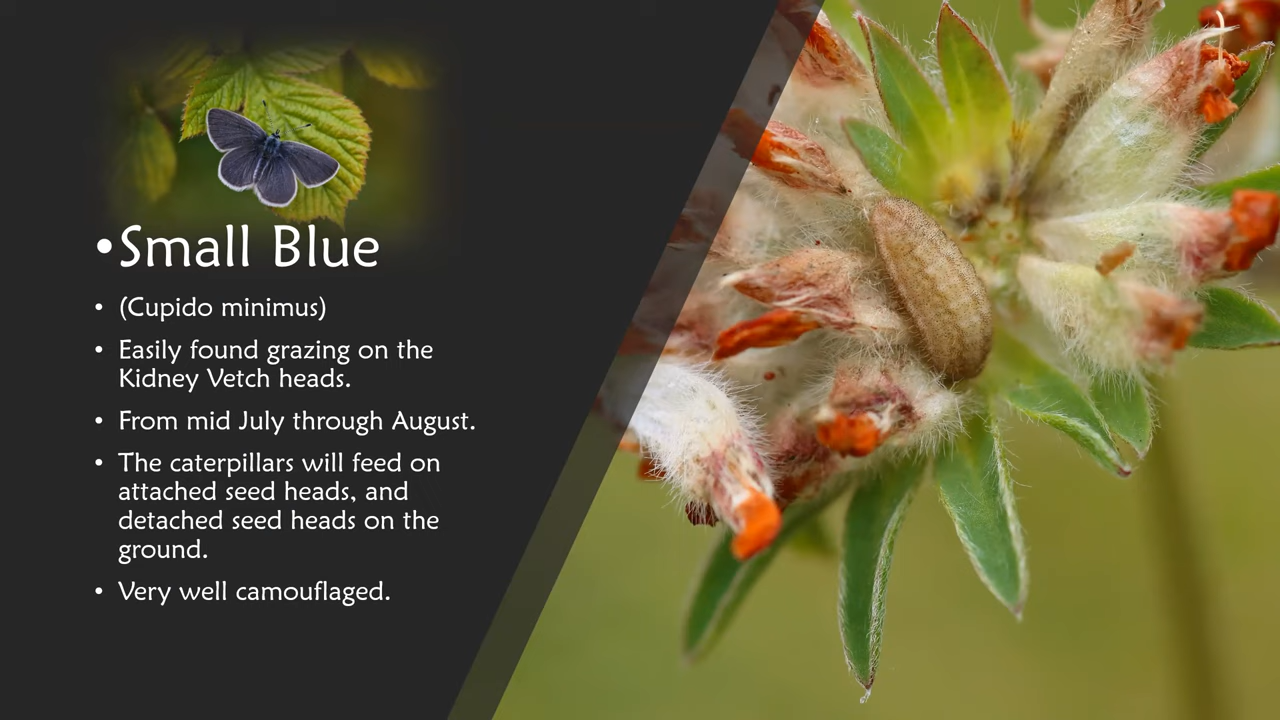 •Small Blue
• (Cupido minimus)
• Easily found grazing on the
Kidney Vetch heads.
• From mid July through August.
• The caterpillars will feed on
attached seed heads, and
detached seed heads on the
ground.
• Very well camouflaged.